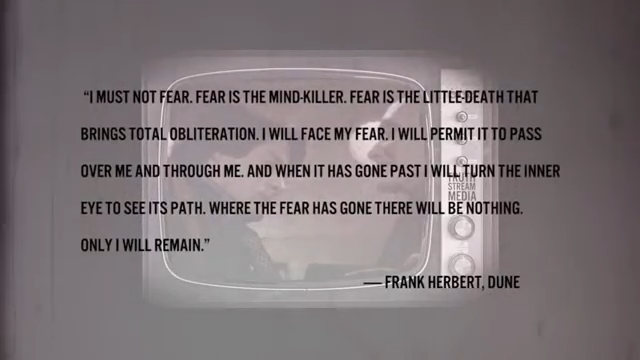 “I MUST NOT FEAR. FEAR IS THE MIND-KILLER. FEAR IS THE LITTLE-DEATH THAT
BRINGS TOTAL OBLITERATION. I WILL FACE MY FEAR. I WILL PERMIT IT TO PASS
OVER ME AND THROUGH ME. AND WHEN IT HAS GONE PAST I WILL TURN THE INNER
TRUTH
STREAM
MEDIA
EYE TO SEE ITS PATH. WHERE THE FEAR HAS GONE THERE WILL BE NOTHING.
ONLY I WILL REMAIN.”
— FRANK HERBERT, DUNE